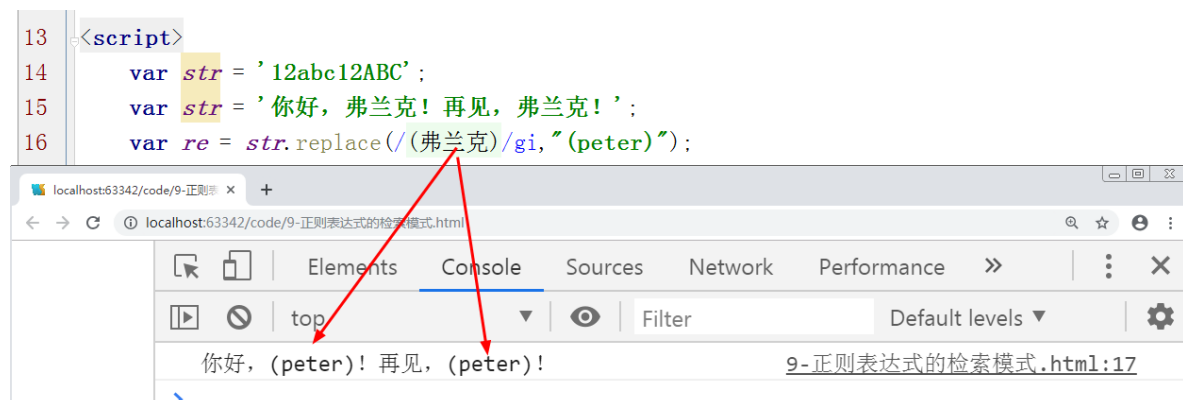 13 <script>
14 var str = '12abc12ABC';
15 var str = '你好，弗兰克！再见，弗兰克！';
16 var re = str.replace(/(弗兰克)/gi,"(peter)");
localhost:63342/code/9-正则表
localhost:63342/code/9-正则表达式的检索模式.html
Elements Console Sources Network Performance
top Filter Default levels
你好，(peter)！再见，(peter)！ 9-正则表达式的检索模式.html:17